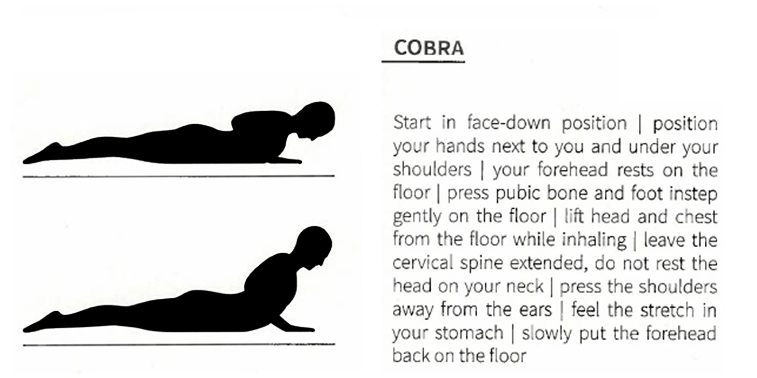 COBRA
Start in face-down position | position
your hands next to you and under your
shoulders | your forehead rests on the
floor | press pubic bone and foot instep
gently on the floor | lift head and chest
from the floor while inhaling | leave the
cervical spine extended, do not rest the
head on your neck | press the shoulders
away from the ears | feel the stretch in
your stomach | slowly put the forehead
back on the floor